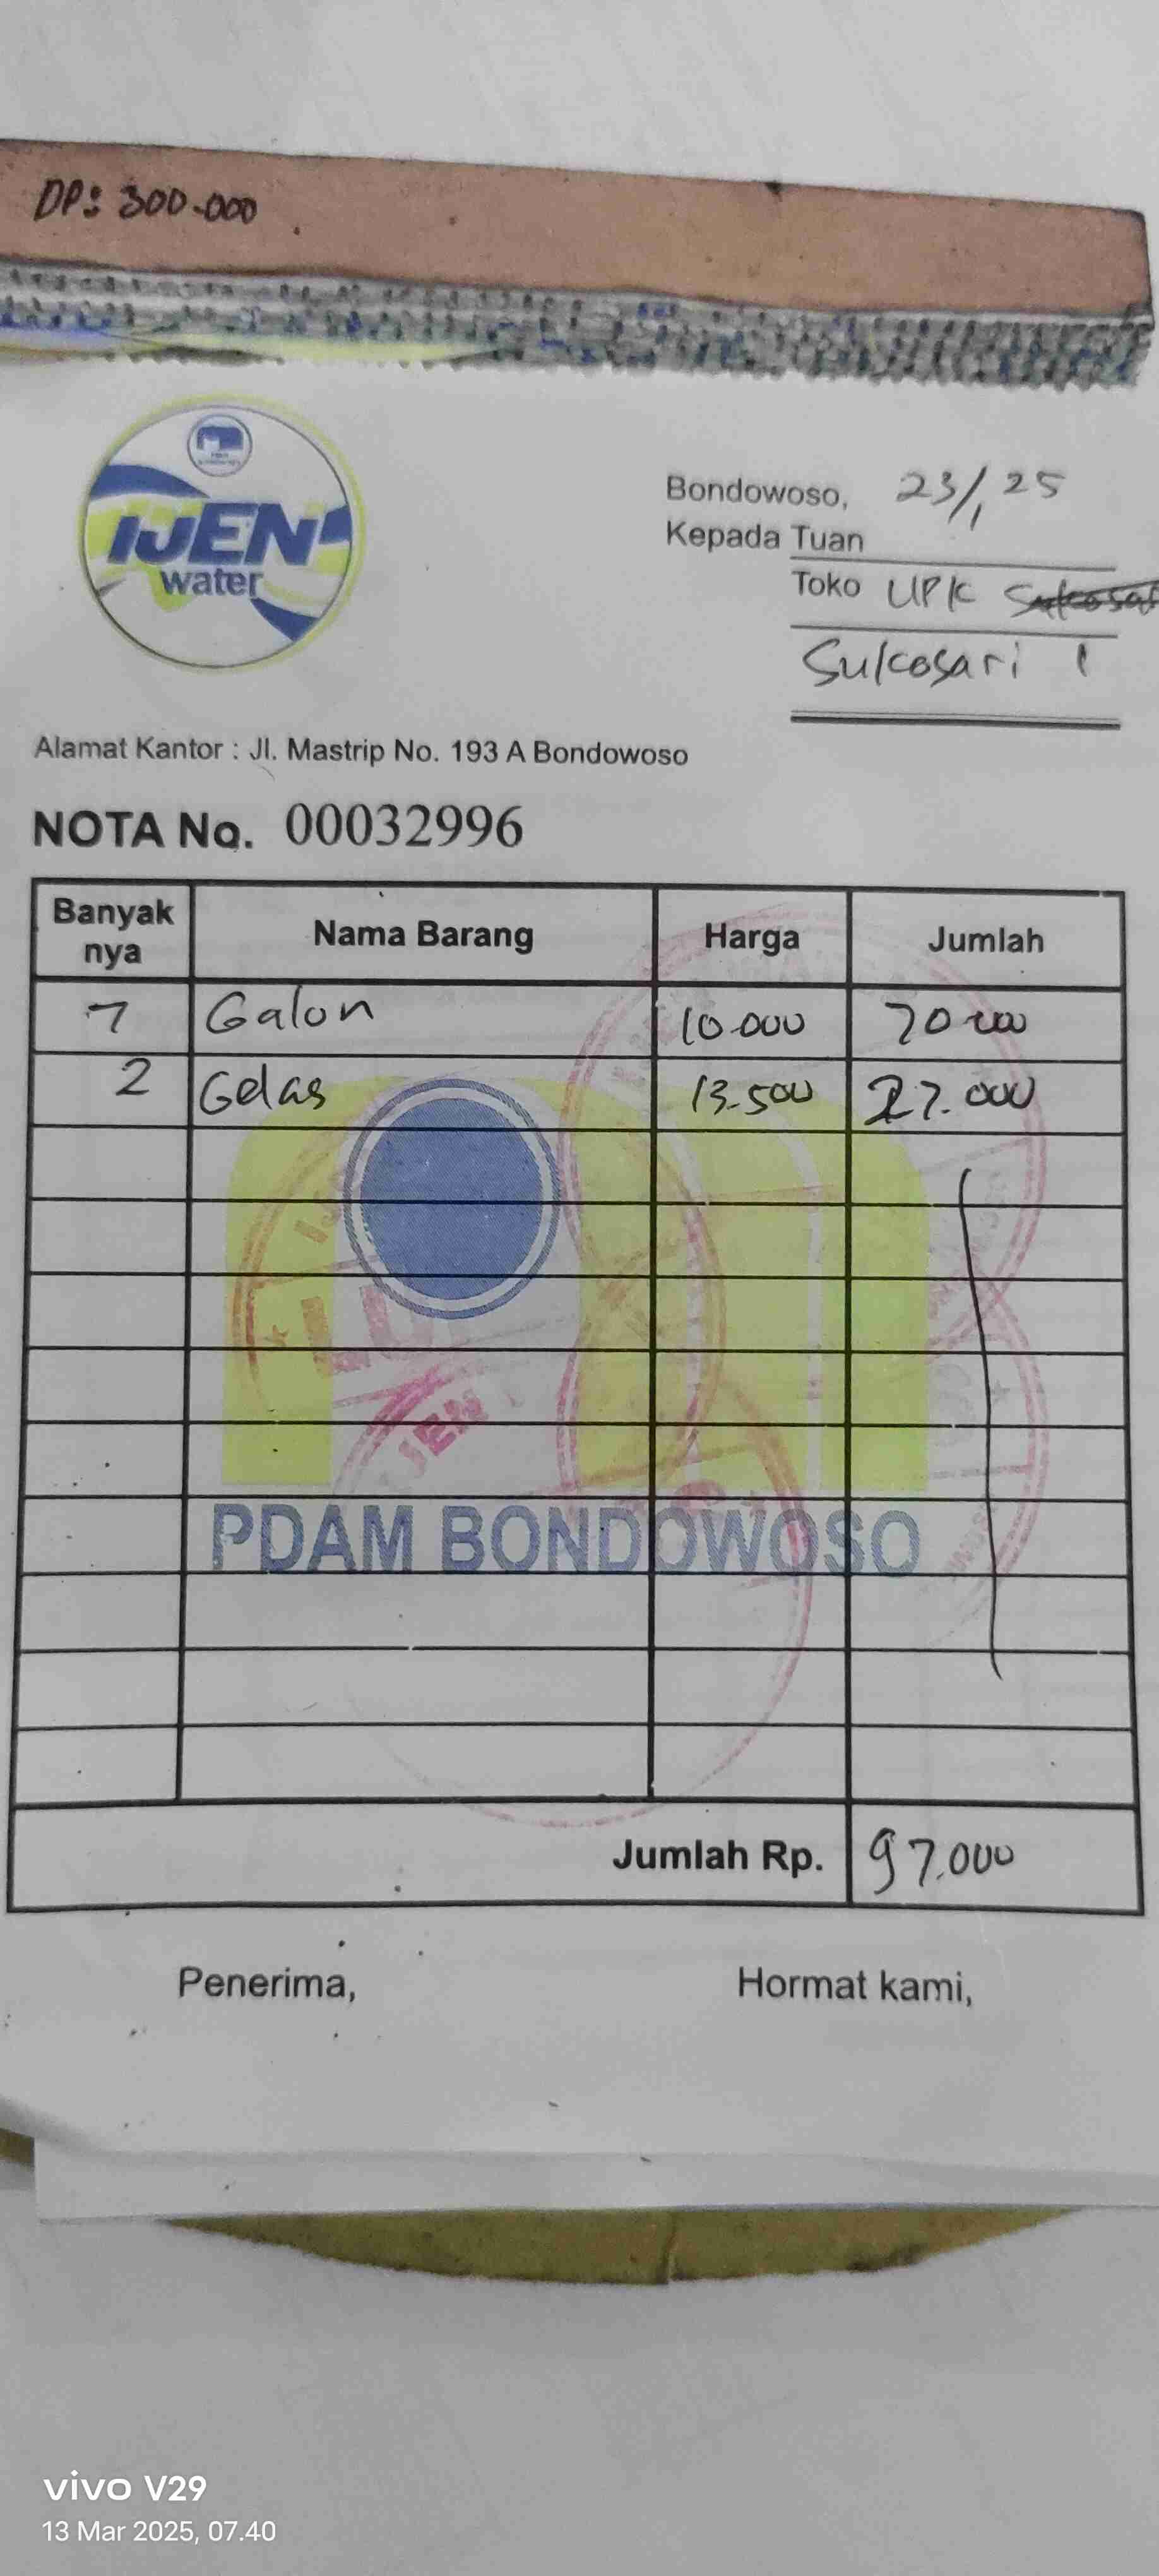 DP: 300.000
IJEN
water
Bondowoso, 23/1 25
Kepada Tuan
Toko UPK Sukosari
Sukosari 1
Alamat Kantor : Jl. Mastrip No. 193 A Bondowoso
NOTA No. 00032996
Banyak nya Nama Barang Harga Jumlah
7 Galon 10.000 70.000
2 Gelas 13.500 27.000
IJEN
PDAM BONDOWOSO
Jumlah Rp. 97.000
Penerima, Hormat kami,
vivo V29
13 Mar 2025, 07.40